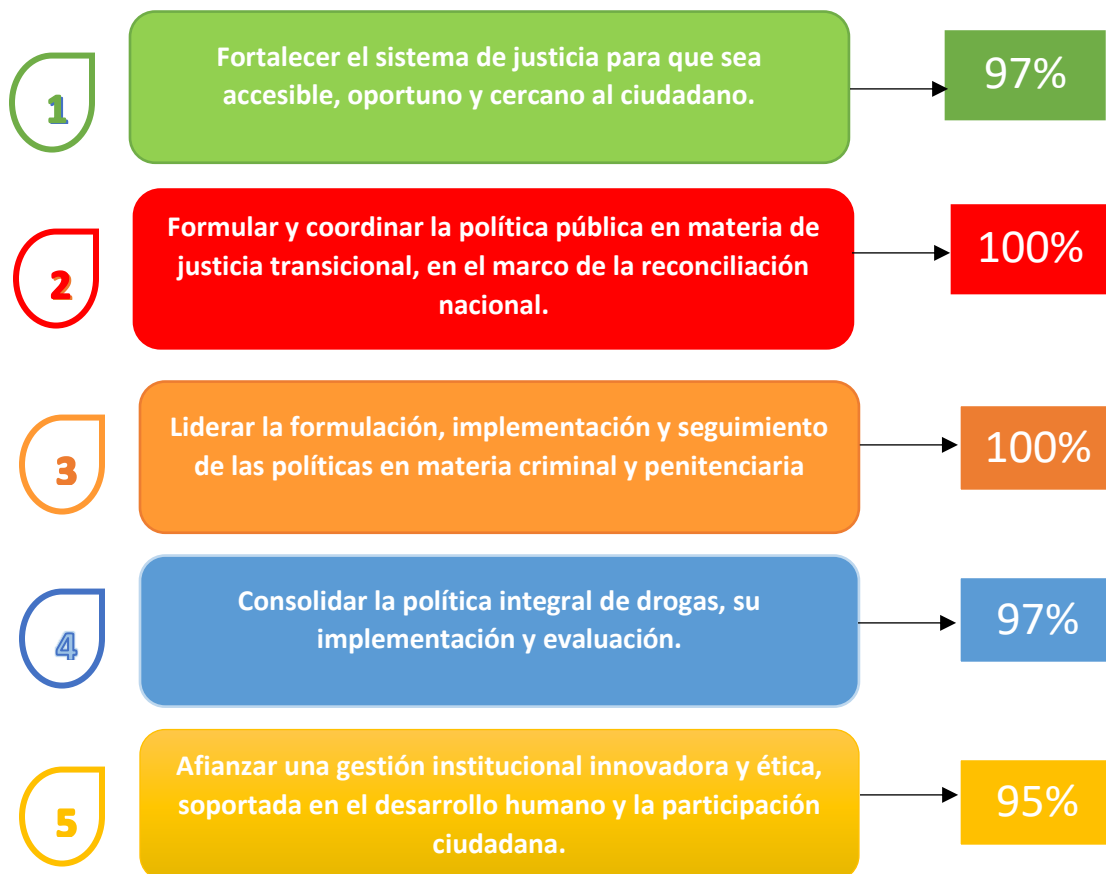 1
Fortalecer el sistema de justicia para que sea
accesible, oportuno y cercano al ciudadano.
97%
2
Formular y coordinar la política pública en materia de
justicia transicional, en el marco de la reconciliación
nacional.
100%
3
Liderar la formulación, implementación y seguimiento
de las políticas en materia criminal y penitenciaria
100%
4
Consolidar la política integral de drogas, su
implementación y evaluación.
97%
5
Afianzar una gestión institucional innovadora y ética,
soportada en el desarrollo humano y la participación
ciudadana.
95%